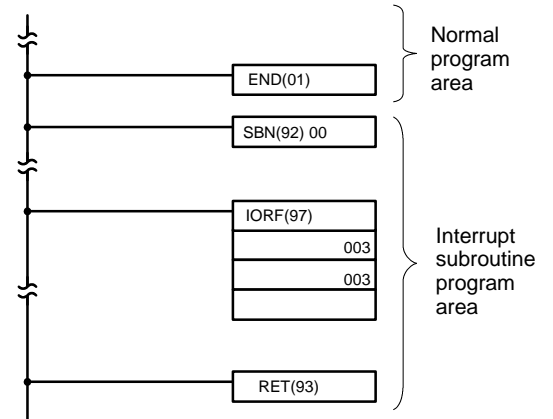 Normal
program
area
END(01)
SBN(92) 00
IORF(97)
003
003
Interrupt
subroutine
program
area
RET(93)